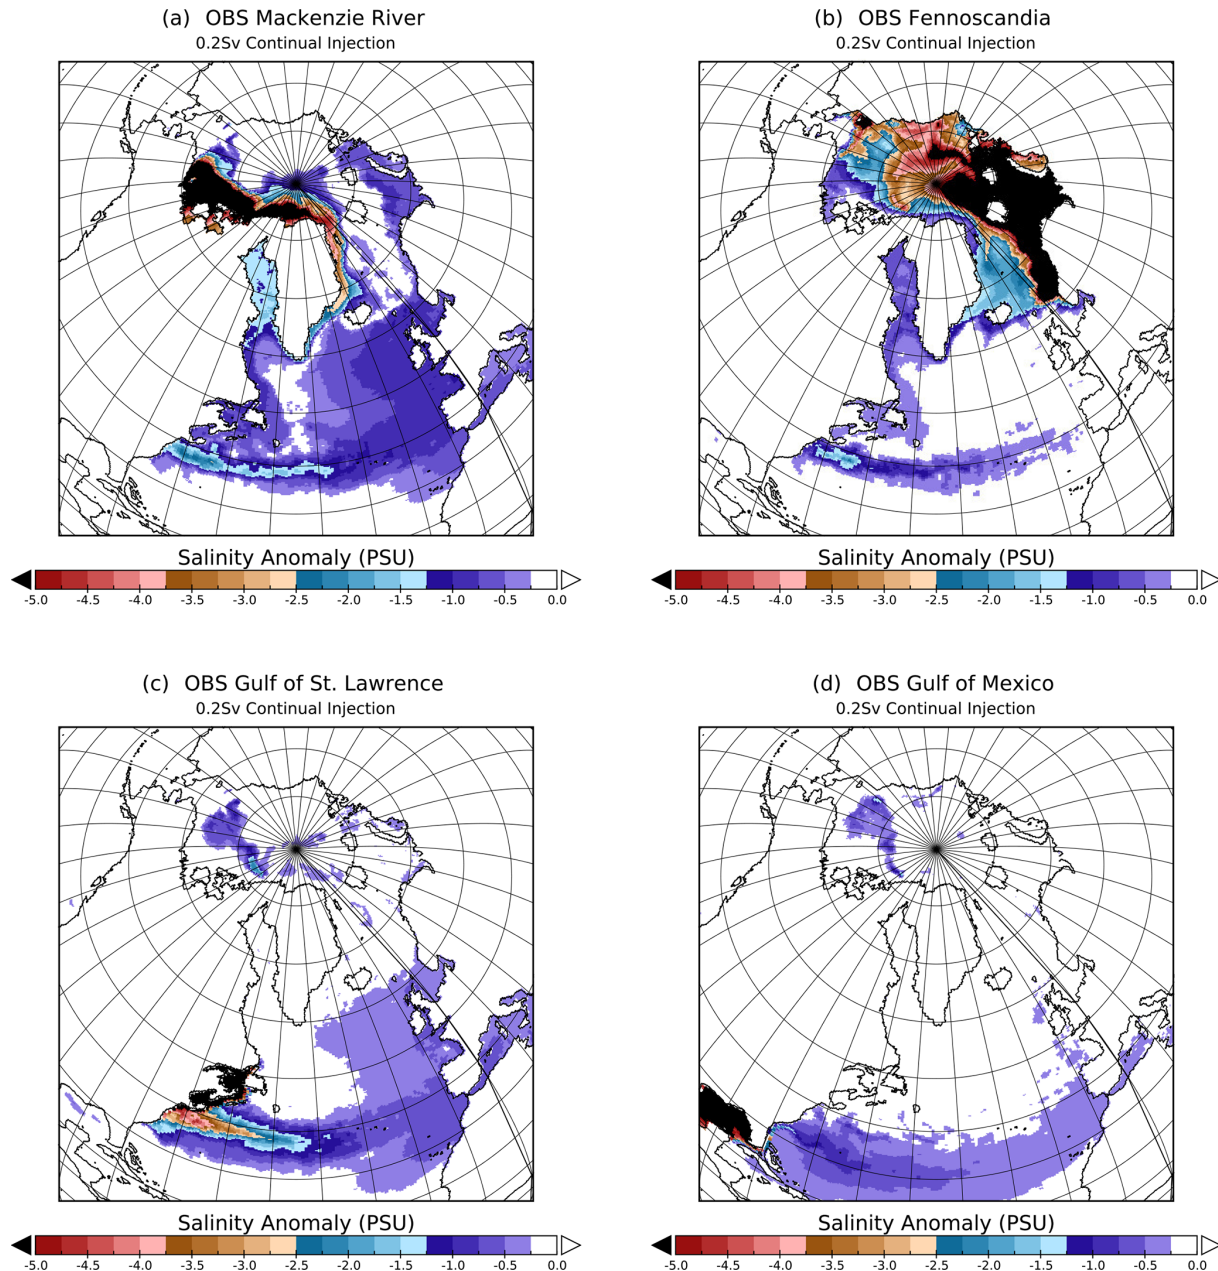 (a) OBS Mackenzie River
0.2Sv Continual Injection
Salinity Anomaly (PSU)
-5.0 -4.5 -4.0 -3.5 -3.0 -2.5 -2.0 -1.5 -1.0 -0.5 0.0
(b) OBS Fennoscandia
0.2Sv Continual Injection
Salinity Anomaly (PSU)
-5.0 -4.5 -4.0 -3.5 -3.0 -2.5 -2.0 -1.5 -1.0 -0.5 0.0
(c) OBS Gulf of St. Lawrence
0.2Sv Continual Injection
Salinity Anomaly (PSU)
-5.0 -4.5 -4.0 -3.5 -3.0 -2.5 -2.0 -1.5 -1.0 -0.5 0.0
(d) OBS Gulf of Mexico
0.2Sv Continual Injection
Salinity Anomaly (PSU)
-5.0 -4.5 -4.0 -3.5 -3.0 -2.5 -2.0 -1.5 -1.0 -0.5 0.0